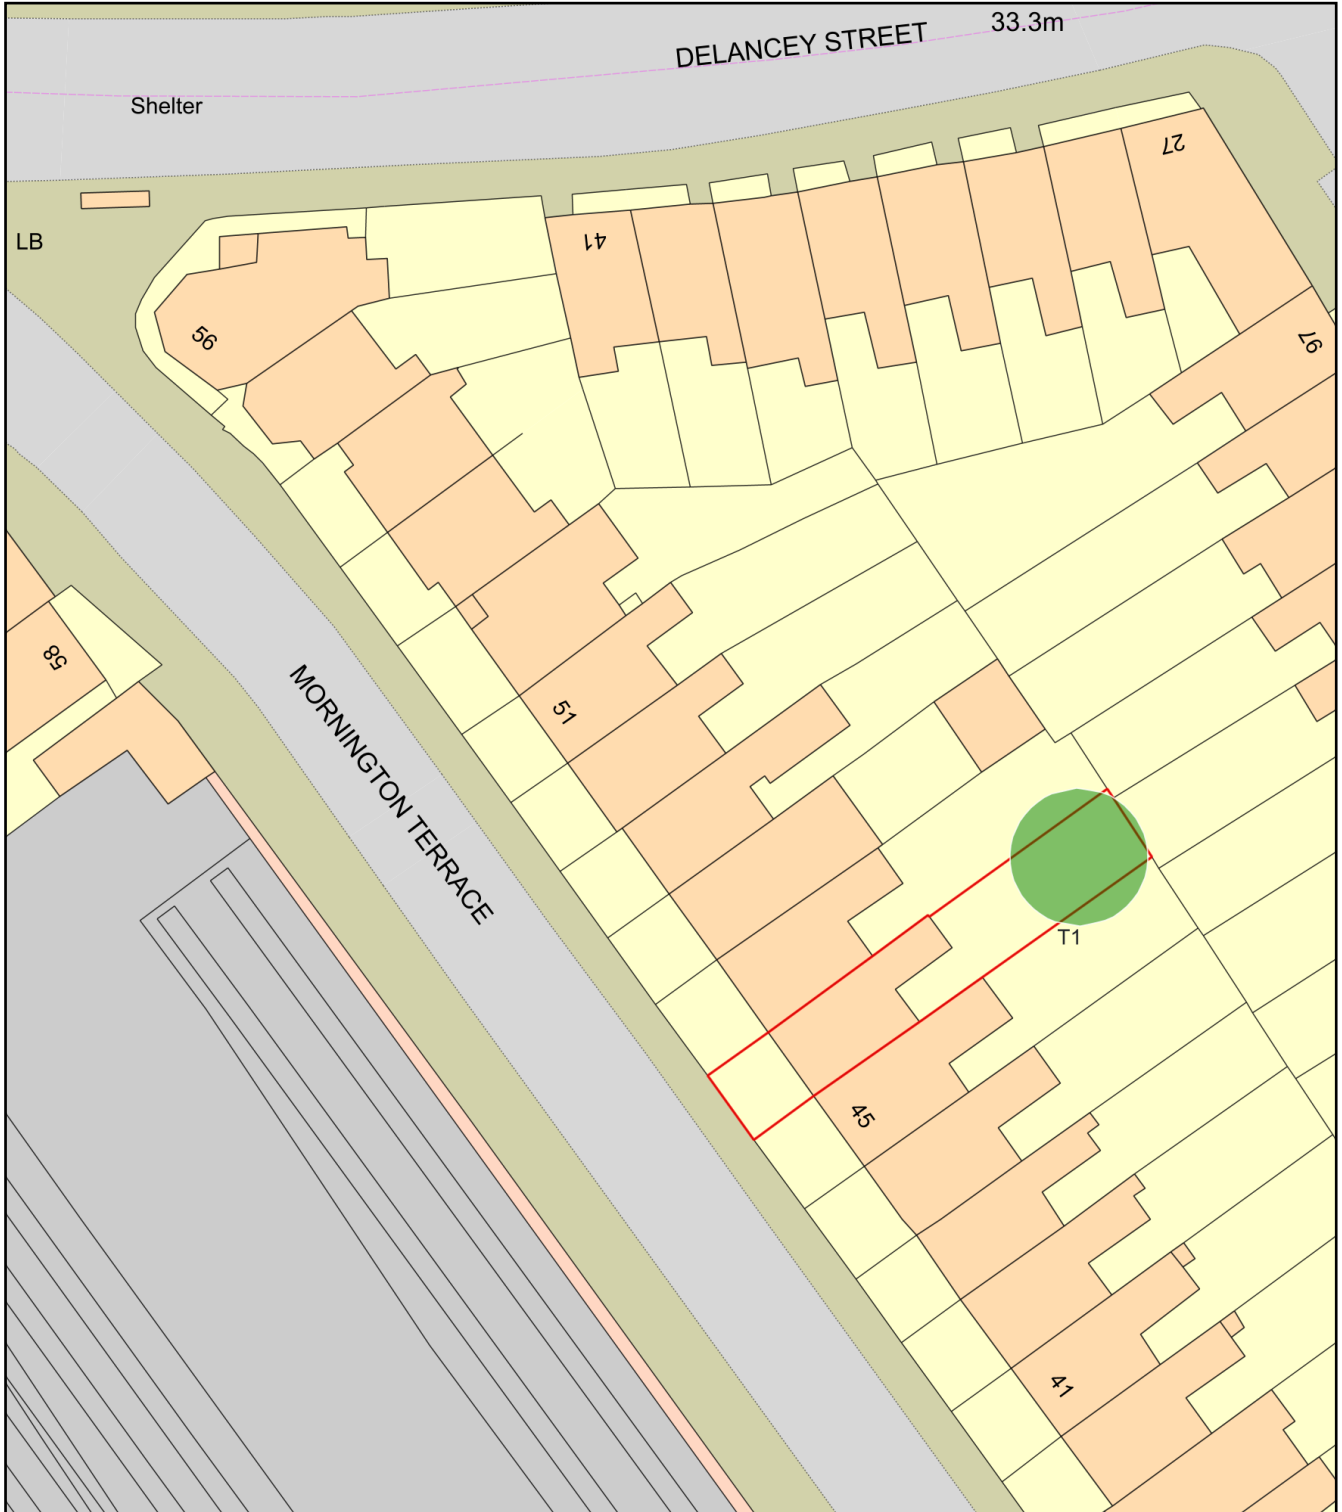 33.3m
DELANCEY STREET
Shelter
27
LB
41
56
97
58
51
MORNINGTON TERRACE
T1
45
41